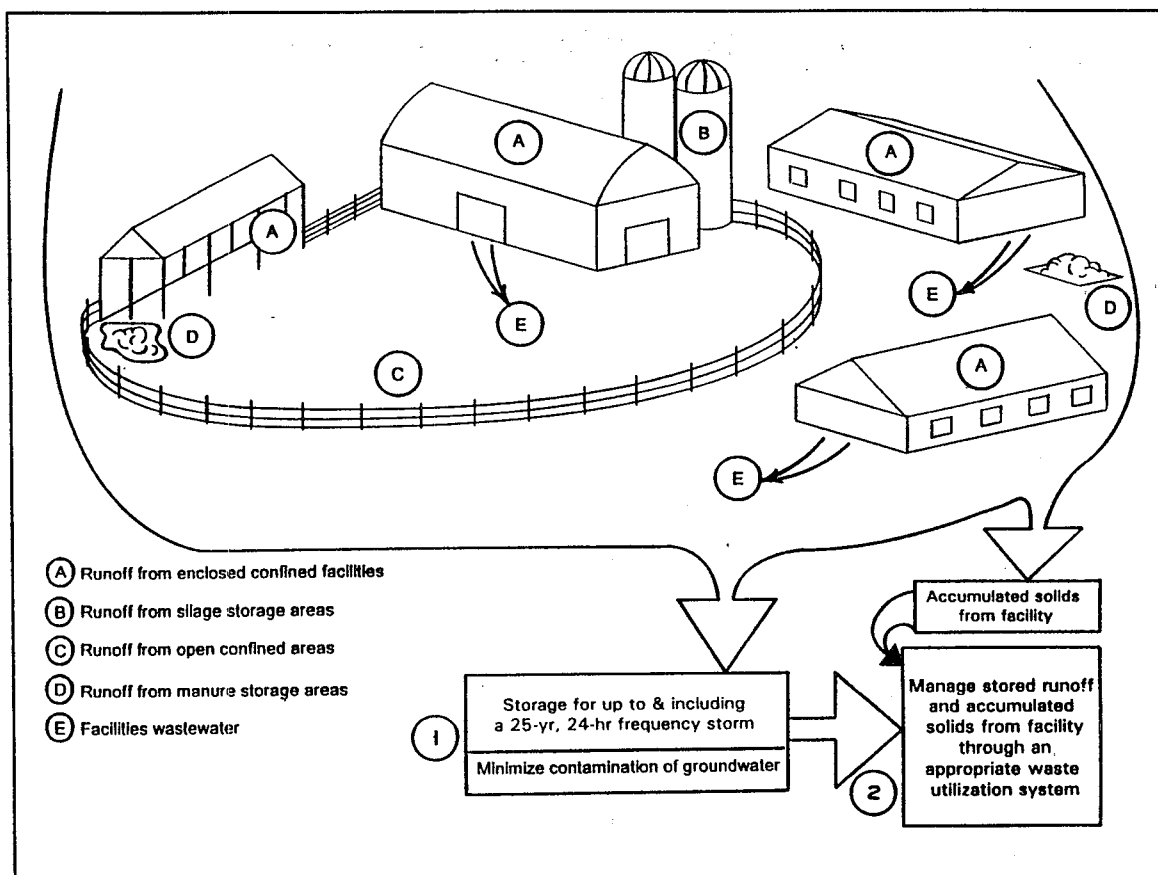 A
B
A
A
E
D
E
D
C
A
E
A Runoff from enclosed confined facilities
B Runoff from silage storage areas
C Runoff from open confined areas
D Runoff from manure storage areas
E Facilities wastewater
Accumulated solids
from facility
1
Storage for up to & including
a 25-yr, 24-hr frequency storm
Minimize contamination of groundwater
2
Manage stored runoff
and accumulated
solids from facility
through an
appropriate waste
utilization system